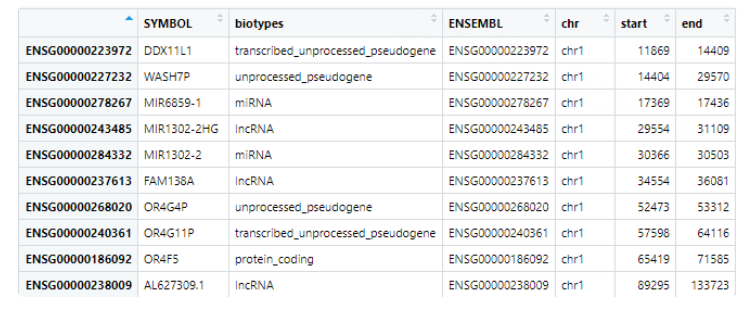 SYMBOL biotypes ENSEMBL chr start end
ENSG00000223972 DDX11L1 transcribed_unprocessed_pseudogene ENSG00000223972 chr1 11869 14409
ENSG00000227232 WASH7P unprocessed_pseudogene ENSG00000227232 chr1 14404 29570
ENSG00000278267 MIR6859-1 miRNA ENSG00000278267 chr1 17369 17436
ENSG00000243485 MIR1302-2HG lncRNA ENSG00000243485 chr1 29554 31109
ENSG00000284332 MIR1302-2 miRNA ENSG00000284332 chr1 30366 30503
ENSG00000237613 FAM138A lncRNA ENSG00000237613 chr1 34554 36081
ENSG00000268020 OR4G4P unprocessed_pseudogene ENSG00000268020 chr1 52473 53312
ENSG00000240361 OR4G11P transcribed_unprocessed_pseudogene ENSG00000240361 chr1 57598 64116
ENSG00000186092 OR4F5 protein_coding ENSG00000186092 chr1 65419 71585
ENSG00000238009 AL627309.1 lncRNA ENSG00000238009 chr1 89295 133723